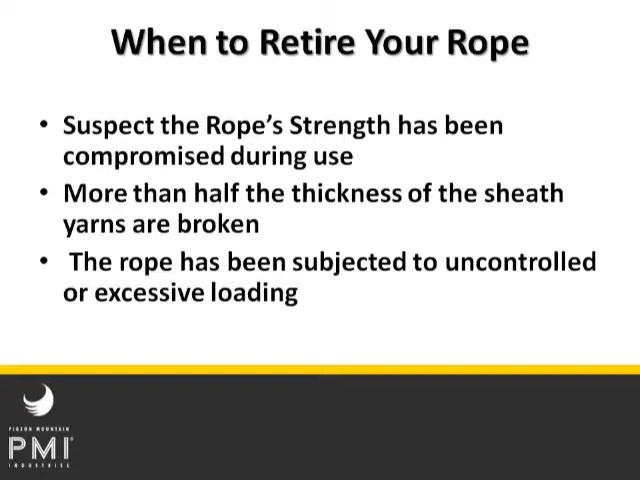 When to Retire Your Rope
• Suspect the Rope's Strength has been
compromised during use
• More than half the thickness of the sheath
yarns are broken
• The rope has been subjected to uncontrolled
or excessive loading
PIGEON MOUNTAIN
PMI®
INDUSTRIES